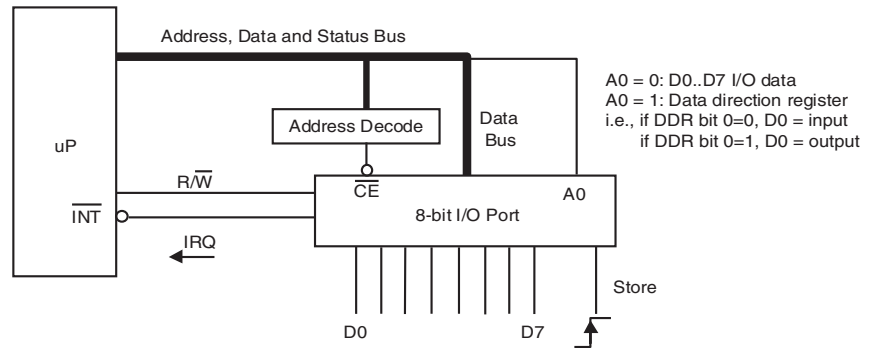 Address, Data and Status Bus
A0 = 0: D0..D7 I/O data
A0 = 1: Data direction register
i.e., if DDR bit 0=0, D0 = input
if DDR bit 0=1, D0 = output
Address Decode
Data
Bus
uP
R/W̅
C̅E̅
A0
I̅N̅T̅
8-bit I/O Port
IRQ
Store
D0
D7